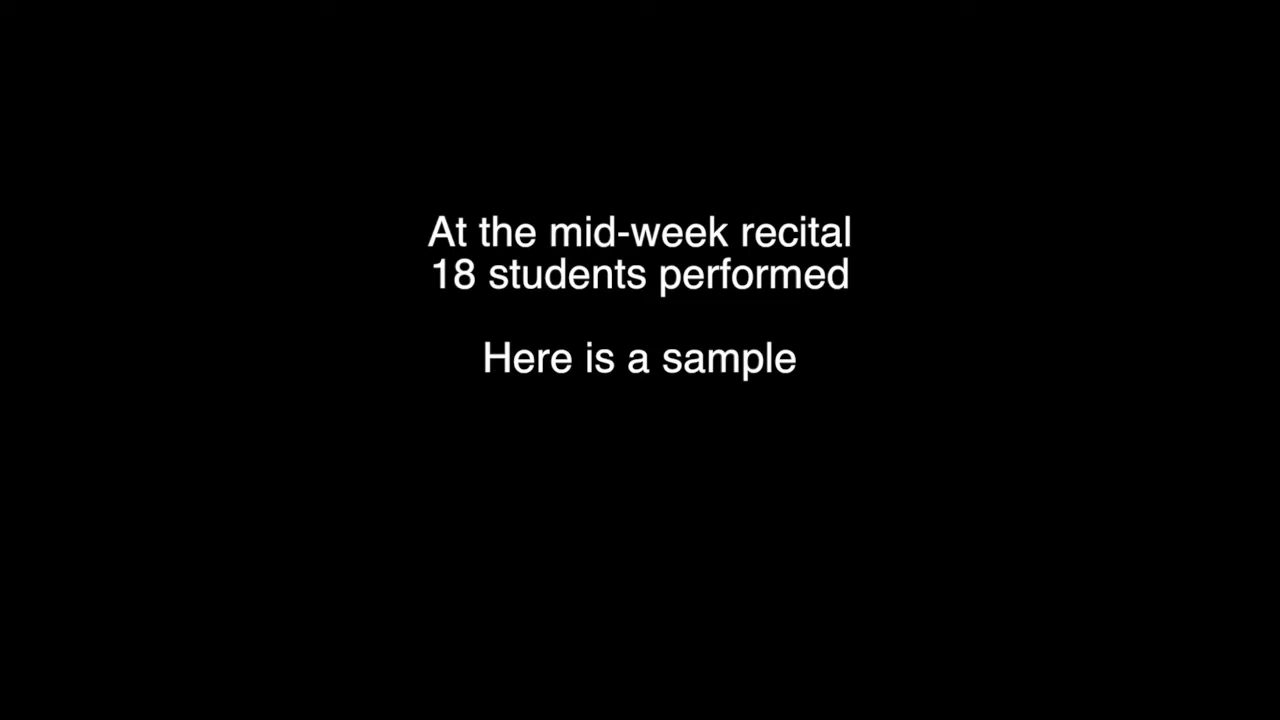 At the mid-week recital
18 students performed
Here is a sample